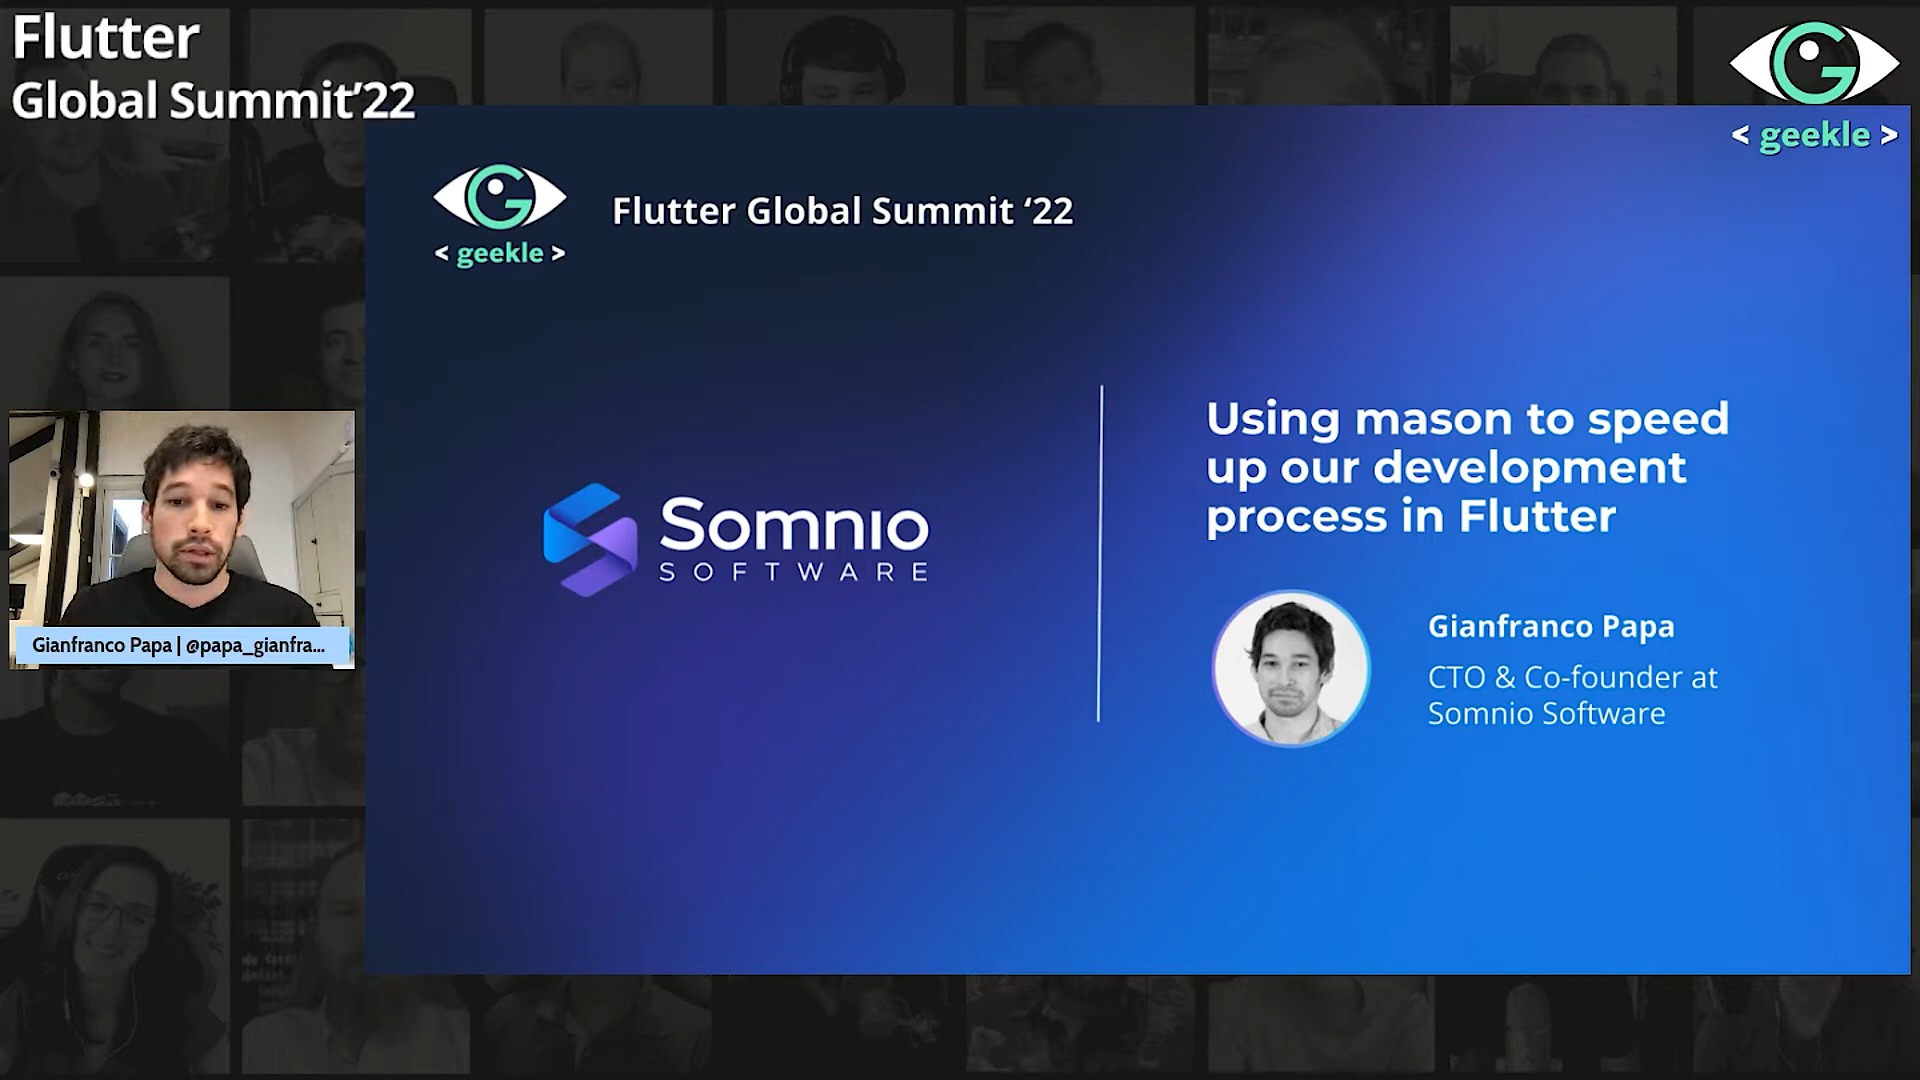 Flutter
Global Summit’22
< geekle >
< geekle >
Flutter Global Summit ‘22
Somnio
SOFTWARE
Using mason to speed
up our development
process in Flutter
Gianfranco Papa
CTO & Co-founder at
Somnio Software
Gianfranco Papa | @papa_gianfra...